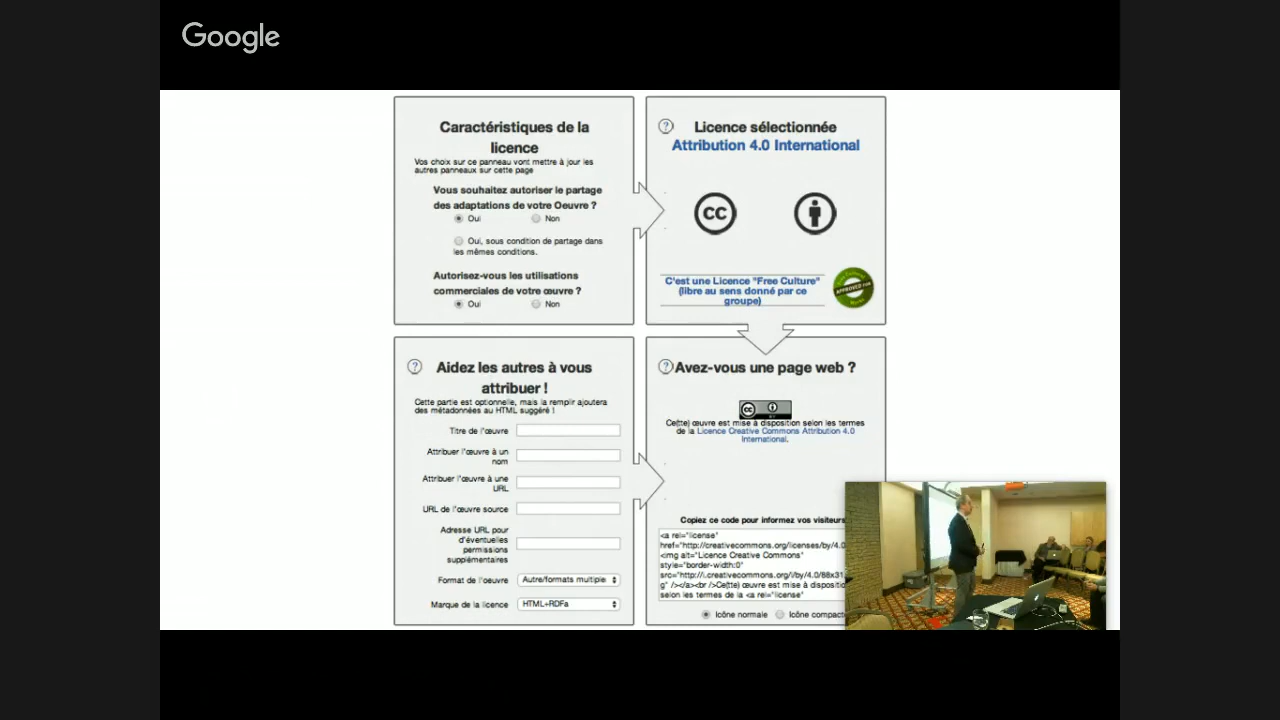 Google
Caractéristiques de la
licence
Vos choix sur ce panneau vont mettre à jour les
autres panneaux sur cette page
Vous souhaitez autoriser le partage
des adaptations de votre Oeuvre ?
Oui
Non
Oui, sous condition de partage dans
les mêmes conditions.
Autorisez-vous les utilisations
commerciales de votre œuvre ?
Oui
Non
? Licence sélectionnée
Attribution 4.0 International
CC
C'est une Licence "Free Culture"
(libre au sens donné par ce
groupe)
APPROVED FOR
? Aidez les autres à vous
attribuer !
Cette partie est optionnelle, mais la remplir ajoutera
des métadonnées au HTML suggéré !
Titre de l'œuvre
Attribuer l'œuvre à un
nom
Attribuer l'œuvre à une
URL
URL de l'œuvre source
Adresse URL pour
d'éventuelles
permissions
supplémentaires
Format de l'oeuvre
Autre/formats multiple
Marque de la licence
HTML+RDFa
? Avez-vous une page web ?
CC
BY
Ce(tte) œuvre est mise à disposition selon les termes
de la Licence Creative Commons Attribution 4.0
International.
Copiez ce code pour informez vos visiteurs
<a rel="license"
href="http://creativecommons.org/licenses/by/4.0
<img alt="Licence Creative Commons"
style="border-width:0"
src="http://i.creativecommons.org/l/by/4.0/88x31.
g" /></a><br />Ce(tte) œuvre est mise à disposition
selon les termes de la <a rel="license"
Icône normale
Icône compacte